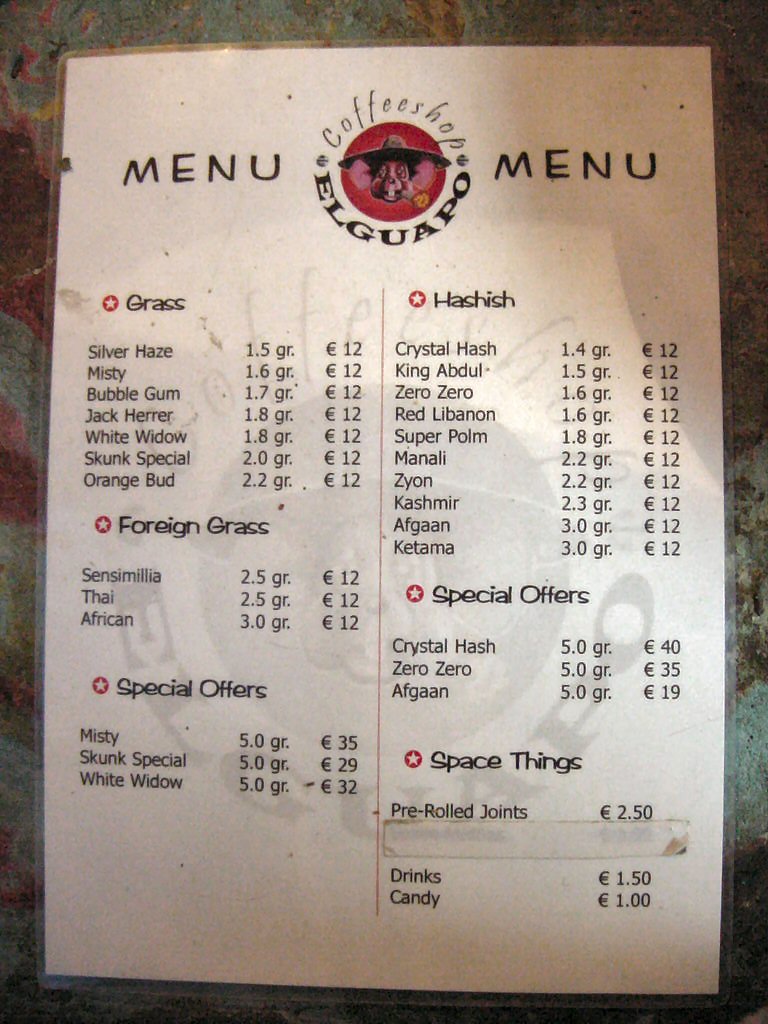 MENU Coffeeshop ELGUAPO MENU
Grass
Silver Haze 1.5 gr. € 12
Misty 1.6 gr. € 12
Bubble Gum 1.7 gr. € 12
Jack Herrer 1.8 gr. € 12
White Widow 1.8 gr. € 12
Skunk Special 2.0 gr. € 12
Orange Bud 2.2 gr. € 12
Foreign Grass
Sensimillia 2.5 gr. € 12
Thai 2.5 gr. € 12
African 3.0 gr. € 12
Special Offers
Misty 5.0 gr. € 35
Skunk Special 5.0 gr. € 29
White Widow 5.0 gr. € 32
Hashish
Crystal Hash 1.4 gr. € 12
King Abdul 1.5 gr. € 12
Zero Zero 1.6 gr. € 12
Red Libanon 1.6 gr. € 12
Super Polm 1.8 gr. € 12
Manali 2.2 gr. € 12
Zyon 2.2 gr. € 12
Kashmir 2.3 gr. € 12
Afgaan 3.0 gr. € 12
Ketama 3.0 gr. € 12
Special Offers
Crystal Hash 5.0 gr. € 40
Zero Zero 5.0 gr. € 35
Afgaan 5.0 gr. € 19
Space Things
Pre-Rolled Joints € 2.50
Drinks € 1.50
Candy € 1.00